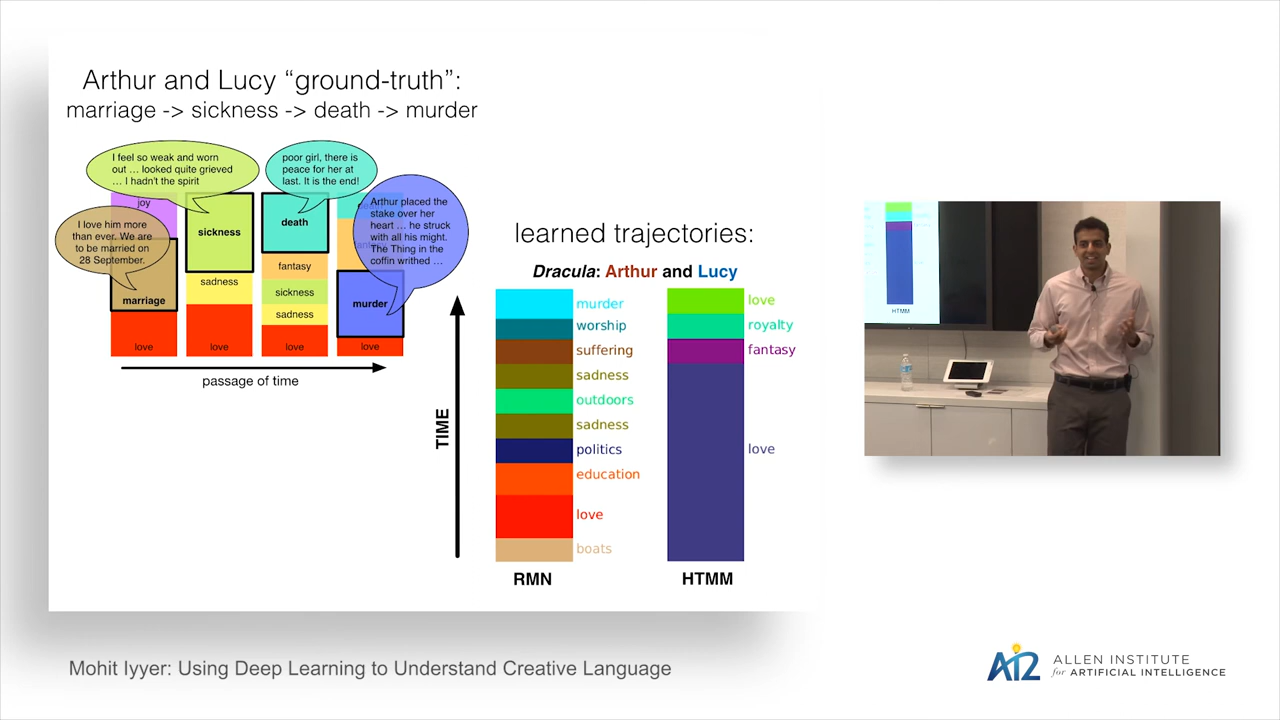 Arthur and Lucy “ground-truth”:
marriage -> sickness -> death -> murder
I feel so weak and worn
out … looked quite grieved
… I hadn't the spirit
poor girl, there is
peace for her at
last. It is the end!
Arthur placed the
stake over her
heart … he struck
with all his might.
The Thing in the
coffin writhed …
I love him more
than ever. We are
to be married on
28 September.
joy
marriage
love
sickness
sadness
love
death
fantasy
sickness
sadness
love
murder
love
passage of time
learned trajectories:
Dracula: Arthur and Lucy
TIME
murder
worship
suffering
sadness
outdoors
sadness
politics
education
love
boats
RMN
love
royalty
fantasy
love
HTMM
HTMM
Mohit Iyyer: Using Deep Learning to Understand Creative Language
AI2
ALLEN INSTITUTE
for ARTIFICIAL INTELLIGENCE